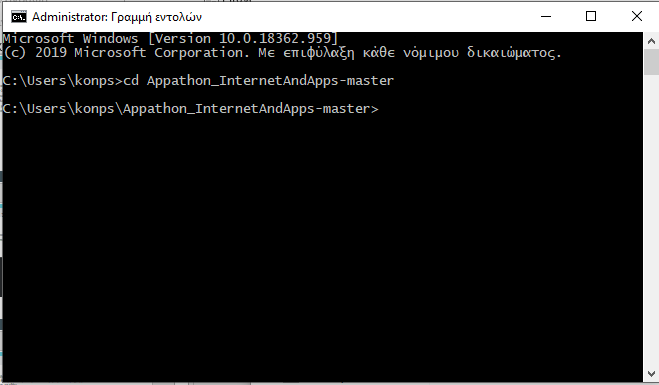 Administrator: Γραμμή εντολών
Microsoft Windows [Version 10.0.18362.959]
(c) 2019 Microsoft Corporation. Με επιφύλαξη κάθε νόμιμου δικαιώματος.
C:\Users\konps>cd Appathon_InternetAndApps-master
C:\Users\konps\Appathon_InternetAndApps-master>